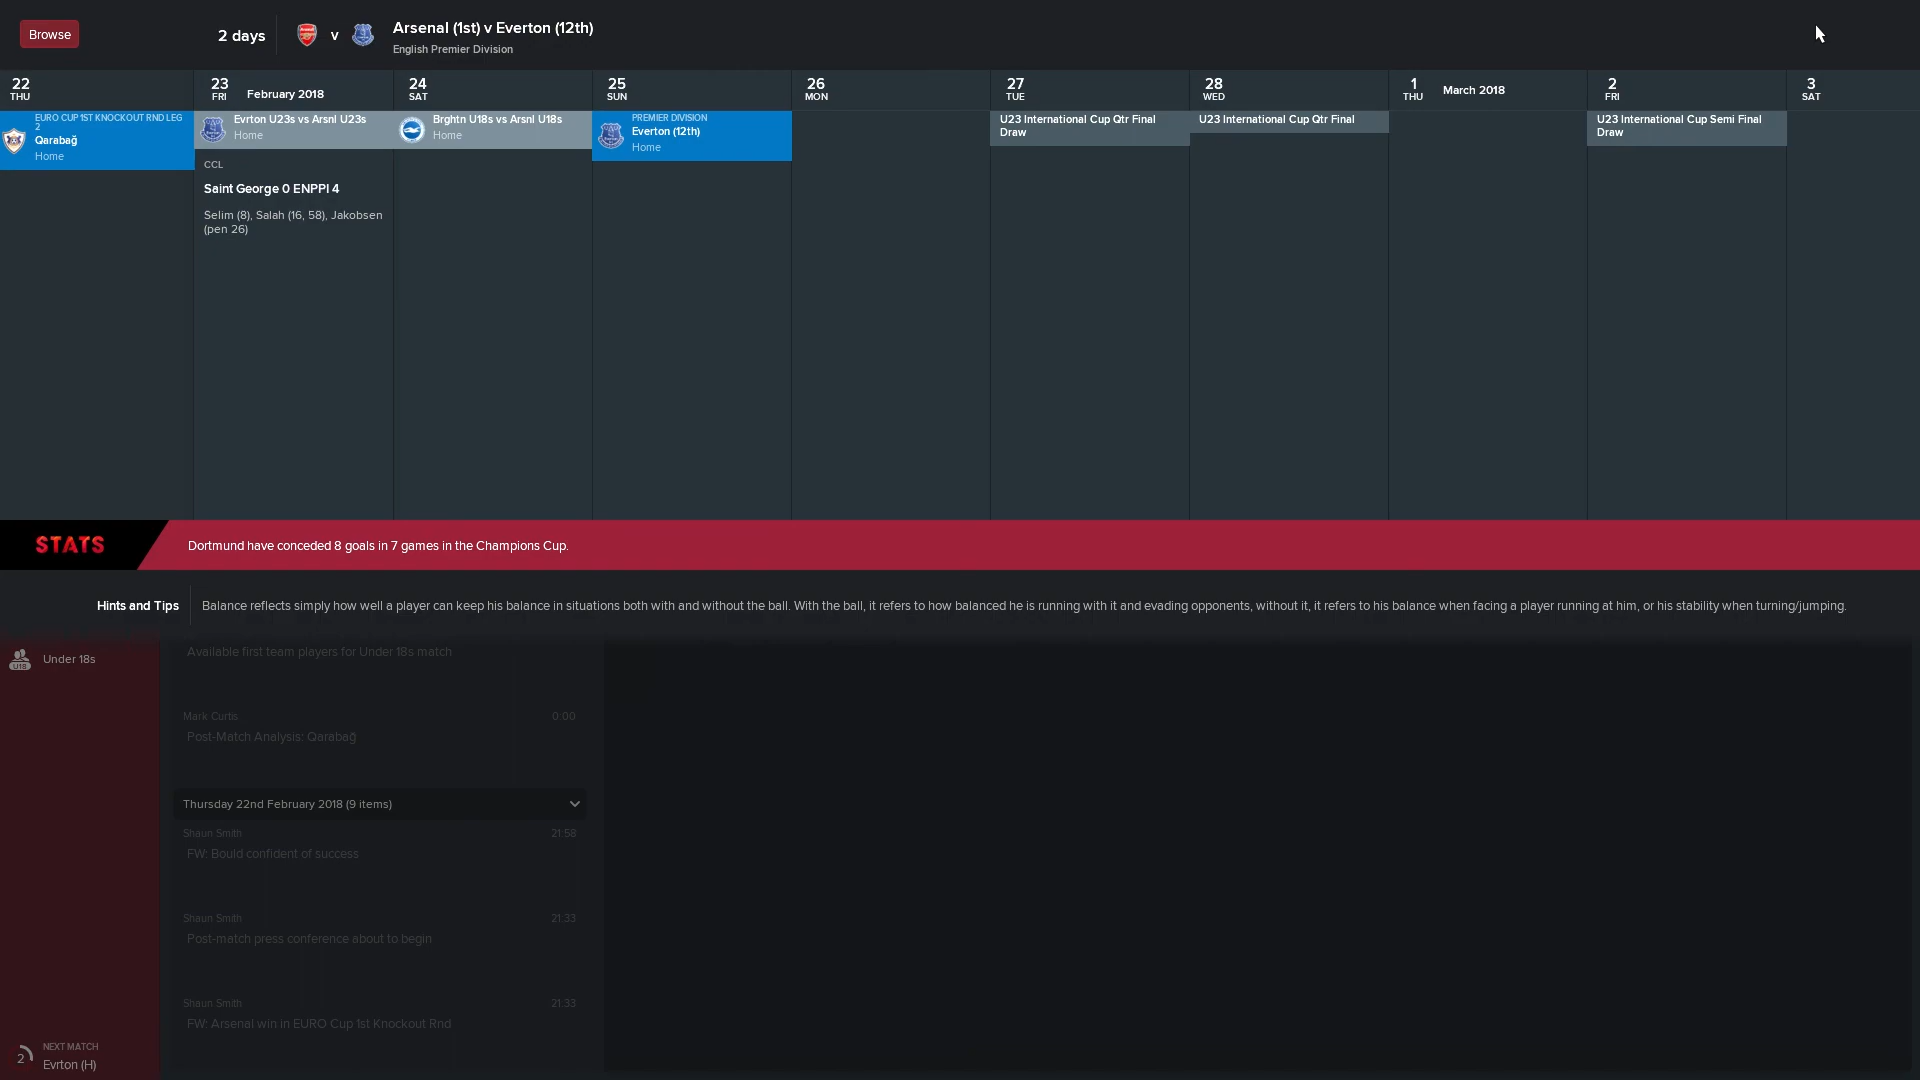 Browse
2 days
v
Arsenal (1st) v Everton (12th)
English Premier Division
22
THU
23
FRI
February 2018
24
SAT
25
SUN
26
MON
27
TUE
28
WED
1
THU
March 2018
2
FRI
3
SAT
EURO CUP 1ST KNOCKOUT RND LEG
2
Qarabağ
Home
Evrton U23s vs Arsnl U23s
Home
CCL
Saint George 0 ENPPI 4
Selim (8), Salah (16, 58), Jakobsen
(pen 26)
Brghtn U18s vs Arsnl U18s
Home
PREMIER DIVISION
Everton (12th)
Home
U23 International Cup Qtr Final
Draw
U23 International Cup Qtr Final
U23 International Cup Semi Final
Draw
STATS
Dortmund have conceded 8 goals in 7 games in the Champions Cup.
Hints and Tips
Balance reflects simply how well a player can keep his balance in situations both with and without the ball. With the ball, it refers to how balanced he is running with it and evading opponents, without it, it refers to his balance when facing a player running at him, or his stability when turning/jumping.
U18
Under 18s
Available first team players for Under 18s match
Mark Curtis
0:00
Post-Match Analysis: Qarabağ
Thursday 22nd February 2018 (9 items)
Shaun Smith
21:58
FW: Bould confident of success
Shaun Smith
21:33
Post-match press conference about to begin
Shaun Smith
21:33
FW: Arsenal win in EURO Cup 1st Knockout Rnd
2
NEXT MATCH
Evrton (H)